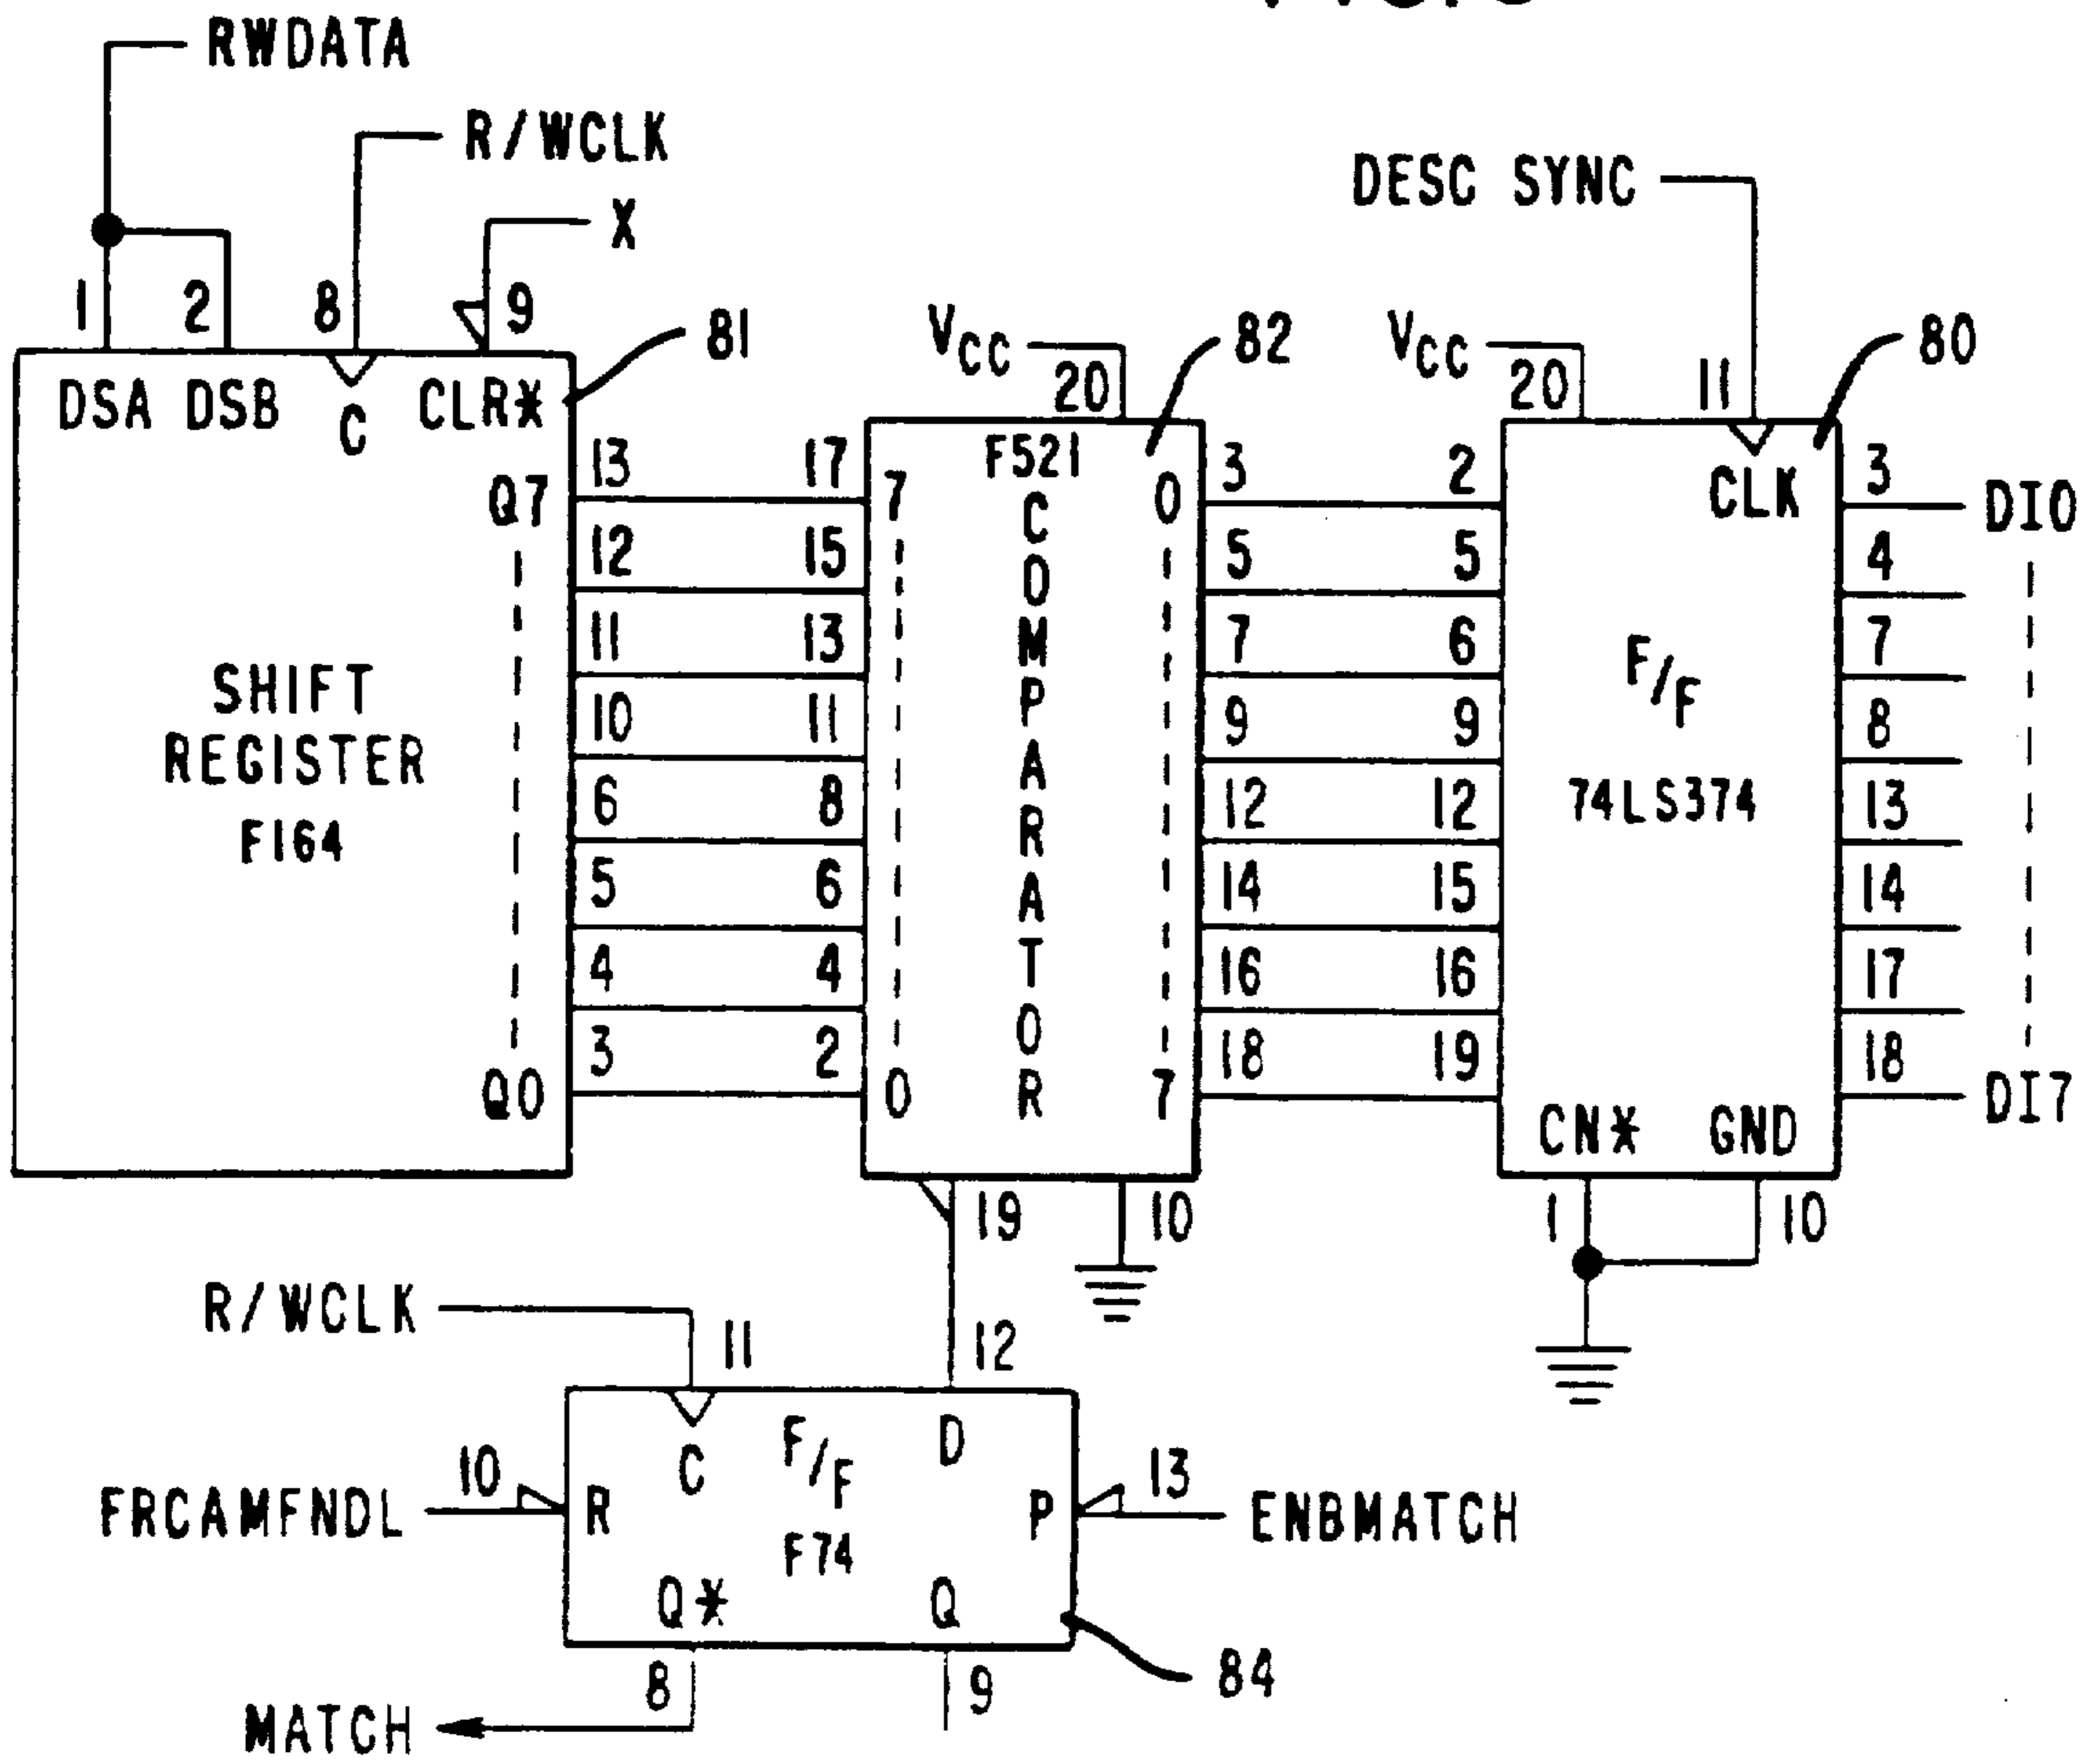 RWDATA
R/WCLK
X
DESC SYNC
1 2 8 9
81
VCC
20
82
VCC
20 11
80
DSA DSB C CLR*
F521
CLK
Q7 13 17 7 0 3 2 3 DI0
12 15 5 5 4
11 13 7 6 7
10 11 9 9 8
6 8 12 12 13
5 6 14 15 14
4 4 16 16 17
Q0 3 2 0 7 18 19 18 DI7
SHIFT
REGISTER
F164
COMPARATOR
F/F
74LS374
CN* GND
19 10
1 10
R/WCLK
11 12
C F/F D
FRCAMFNDL 10 R
F74
P 13 ENBMATCH
Q* Q
84
8 9
MATCH